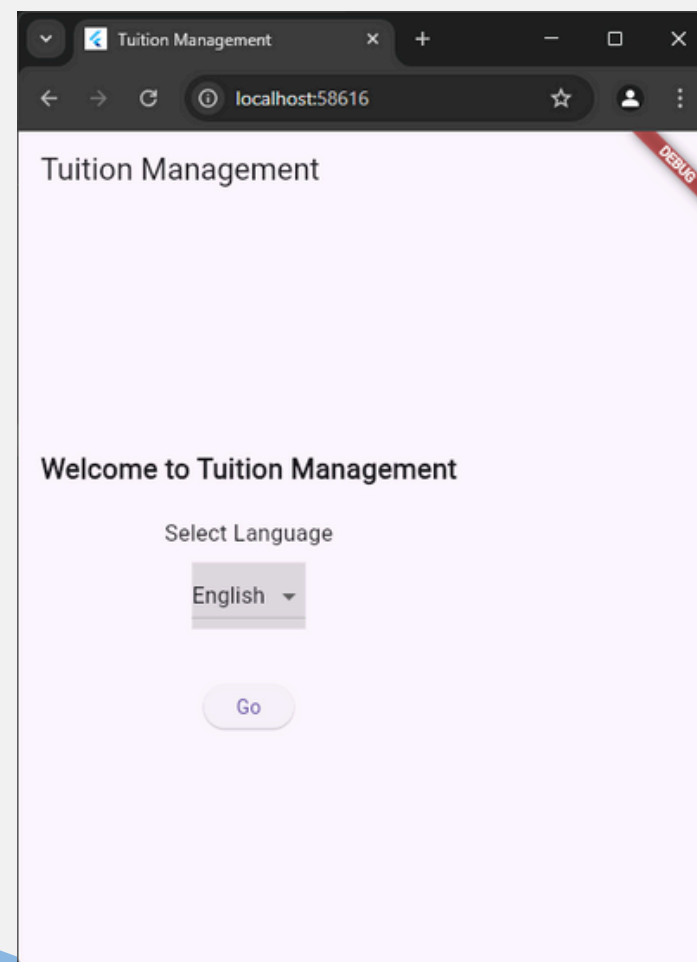 Tuition Management
localhost:58616
Tuition Management
DEBUG
Welcome to Tuition Management
Select Language
English
Go